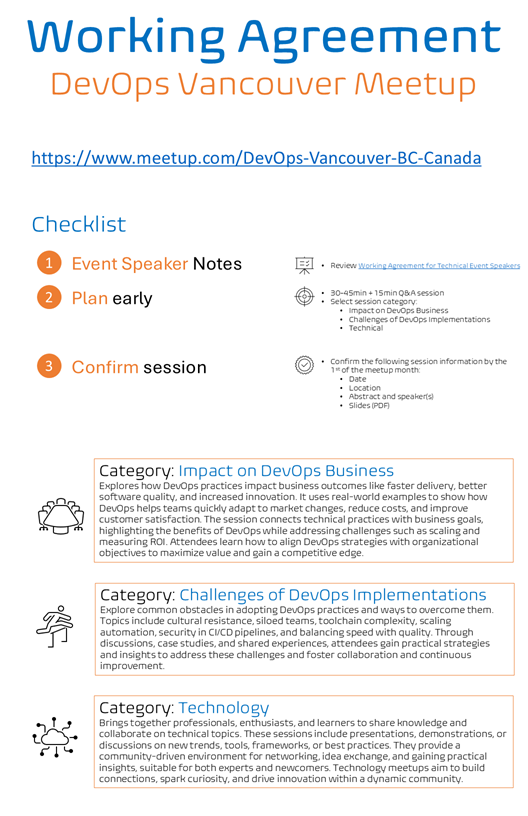 Working Agreement
DevOps Vancouver Meetup
https://www.meetup.com/DevOps-Vancouver-BC-Canada
Checklist
1 Event Speaker Notes
• Review Working Agreement for Technical Event Speakers
2 Plan early
• 30-45min + 15min Q&A session
• Select session category:
• Impact on DevOps Business
• Challenges of DevOps Implementations
• Technical
3 Confirm session
• Confirm the following session information by the
1st of the meetup month:
• Date
• Location
• Abstract and speaker(s)
• Slides (PDF)
Category: Impact on DevOps Business
Explores how DevOps practices impact business outcomes like faster delivery, better
software quality, and increased innovation. It uses real-world examples to show how
DevOps helps teams quickly adapt to market changes, reduce costs, and improve
customer satisfaction. The session connects technical practices with business goals,
highlighting the benefits of DevOps while addressing challenges such as scaling and
measuring ROI. Attendees learn how to align DevOps strategies with organizational
objectives to maximize value and gain a competitive edge.
Category: Challenges of DevOps Implementations
Explore common obstacles in adopting DevOps practices and ways to overcome them.
Topics include cultural resistance, siloed teams, toolchain complexity, scaling
automation, security in CI/CD pipelines, and balancing speed with quality. Through
discussions, case studies, and shared experiences, attendees gain practical strategies
and insights to address these challenges and foster collaboration and continuous
improvement.
Category: Technology
Brings together professionals, enthusiasts, and learners to share knowledge and
collaborate on technical topics. These sessions include presentations, demonstrations, or
discussions on new trends, tools, frameworks, or best practices. They provide a
community-driven environment for networking, idea exchange, and gaining practical
insights, suitable for both experts and newcomers. Technology meetups aim to build
connections, spark curiosity, and drive innovation within a dynamic community.